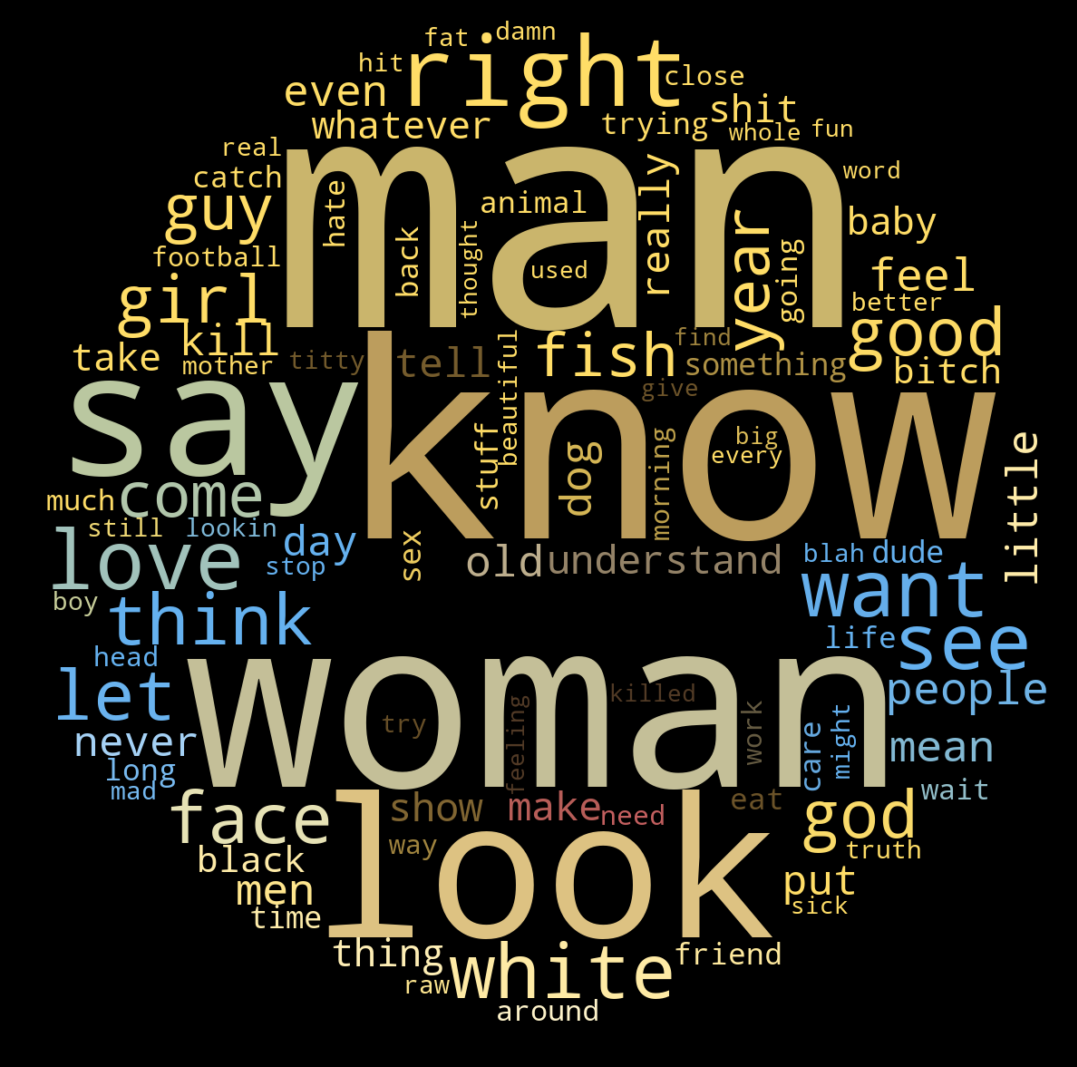 fat damn
hit right close
even shit
whatever trying whole fun
real man word
catch hate animal really
guy back thought used year going baby
football feel
girl better
kill fish find good
take mother titty tell beautiful something bitch
say know give
stuff dog morning big every little
much come
still lookin day sex
love stop old understand blah dude
boy think want
head life see
let woman killed people
never try feeling work care might mean
long
mad show make need eat wait
face look way god
black truth
men put
time sick
thing white friend
raw
around